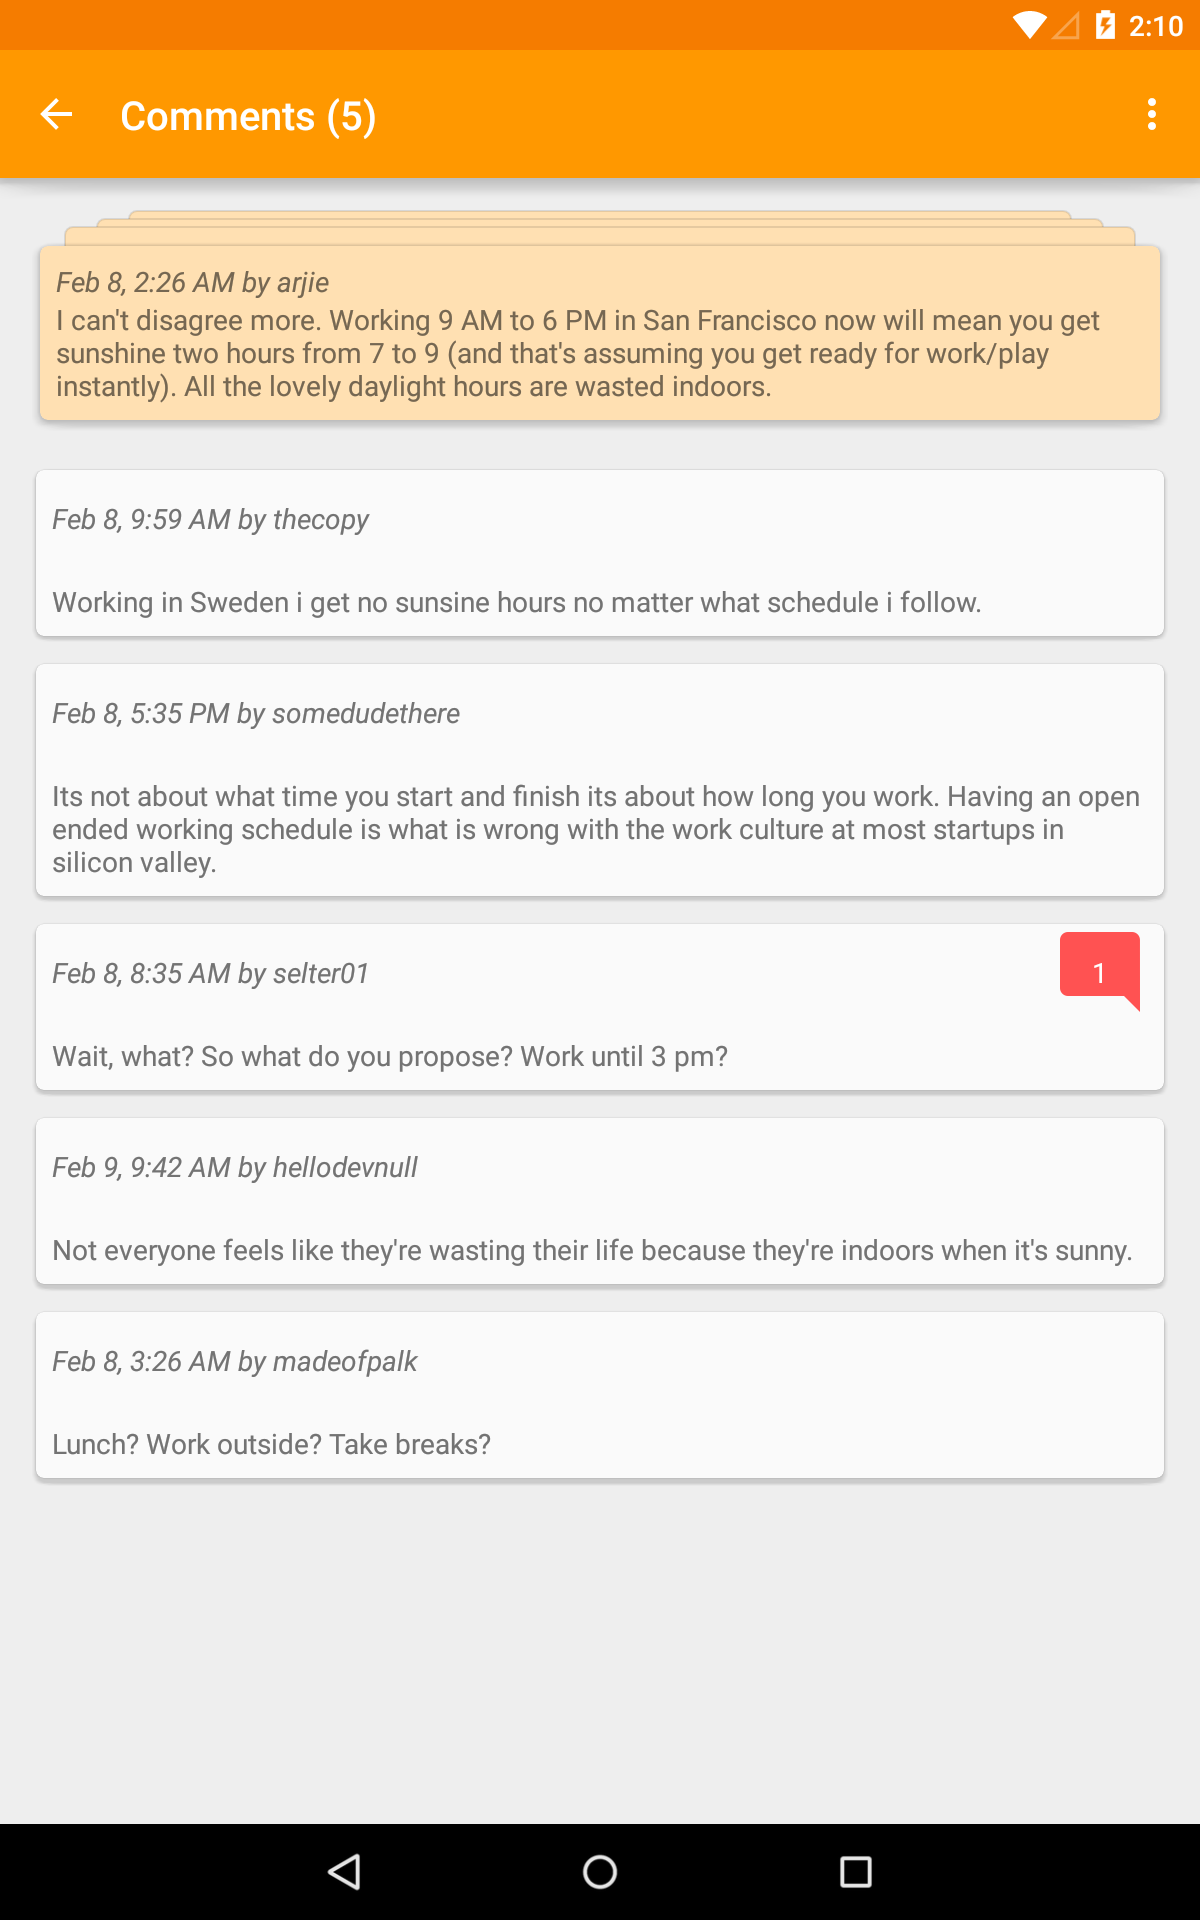 2:10
Comments (5)
Feb 8, 2:26 AM by arjie
I can't disagree more. Working 9 AM to 6 PM in San Francisco now will mean you get
sunshine two hours from 7 to 9 (and that's assuming you get ready for work/play
instantly). All the lovely daylight hours are wasted indoors.
Feb 8, 9:59 AM by thecopy
Working in Sweden i get no sunsine hours no matter what schedule i follow.
Feb 8, 5:35 PM by somedudethere
Its not about what time you start and finish its about how long you work. Having an open
ended working schedule is what is wrong with the work culture at most startups in
silicon valley.
Feb 8, 8:35 AM by selter01
1
Wait, what? So what do you propose? Work until 3 pm?
Feb 9, 9:42 AM by hellodevnull
Not everyone feels like they're wasting their life because they're indoors when it's sunny.
Feb 8, 3:26 AM by madeofpalk
Lunch? Work outside? Take breaks?